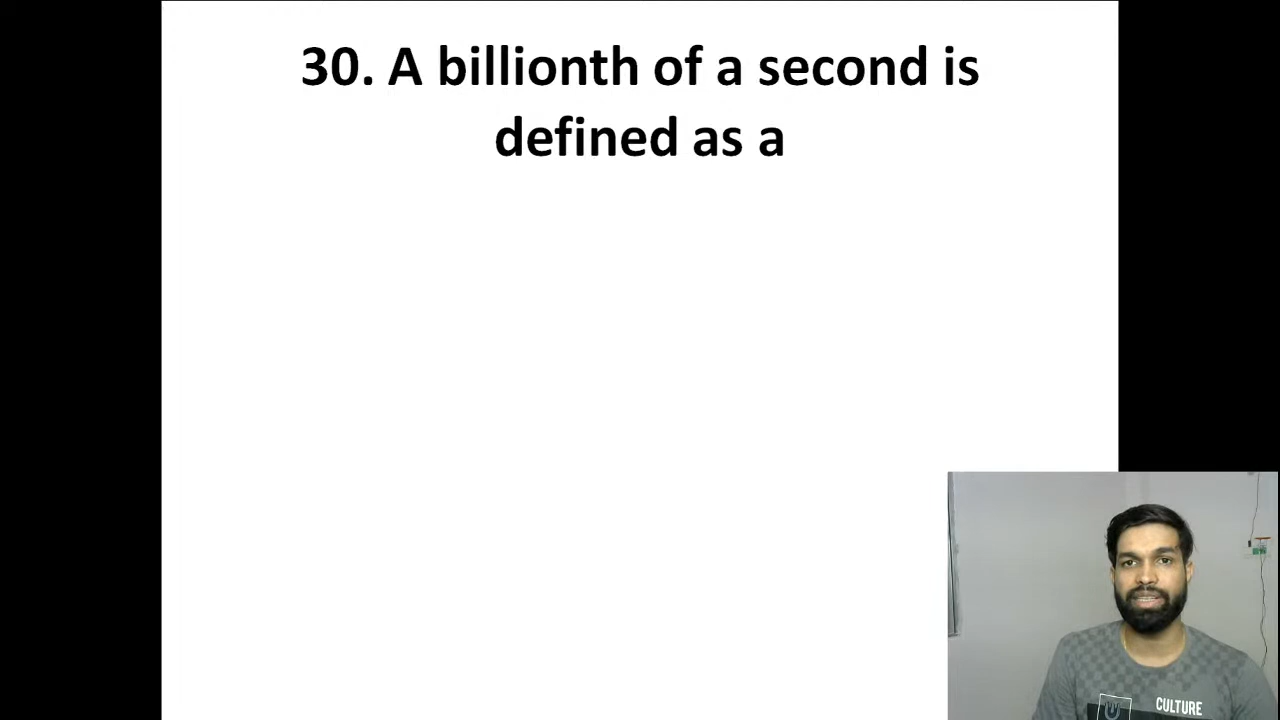 30. A billionth of a second is
defined as a
CULTURE